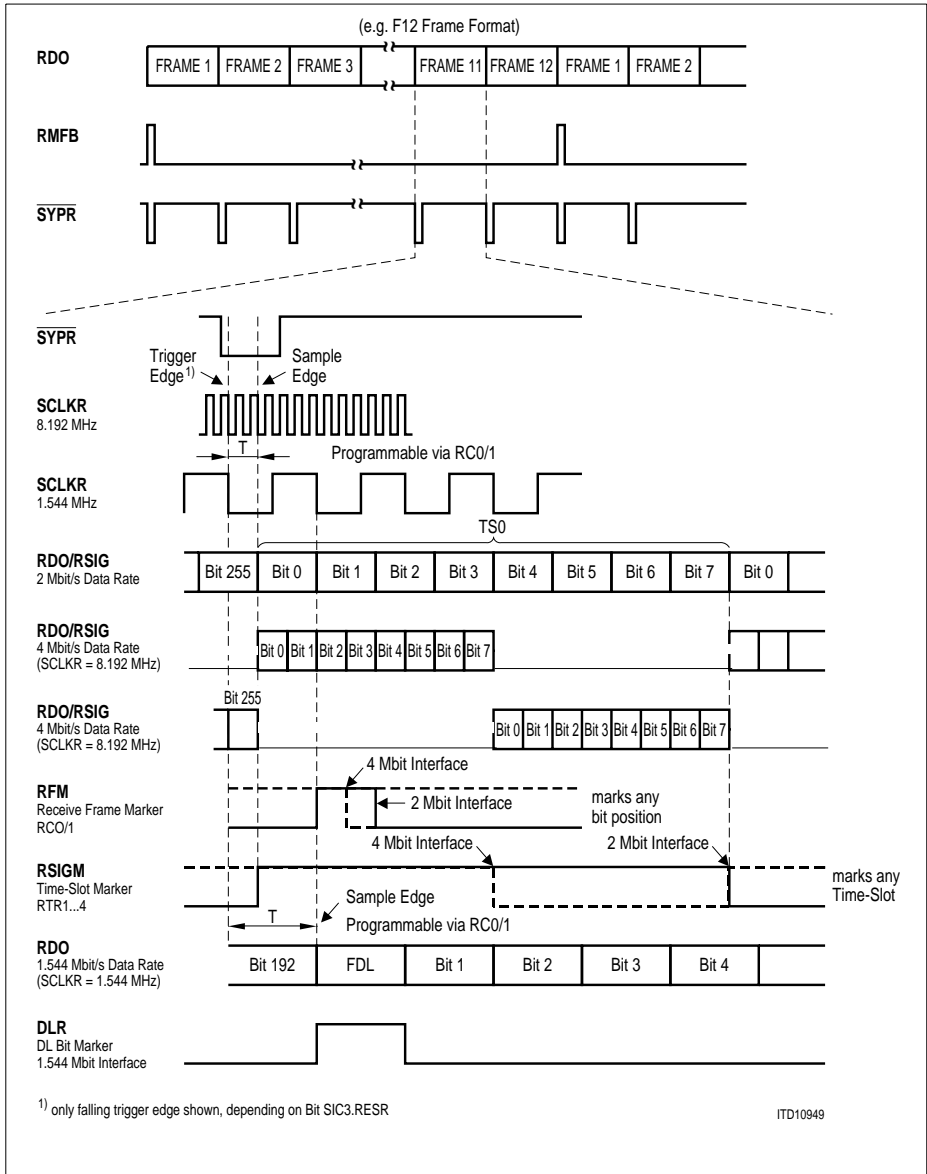 (e.g. F12 Frame Format)
RDO
FRAME 1 FRAME 2 FRAME 3 FRAME 11 FRAME 12 FRAME 1 FRAME 2
RMFB
SYPR
SYPR
Trigger Edge1)
Sample Edge
SCLKR
8.192 MHz
T
Programmable via RC0/1
SCLKR
1.544 MHz
TS0
RDO/RSIG
2 Mbit/s Data Rate
Bit 255 Bit 0 Bit 1 Bit 2 Bit 3 Bit 4 Bit 5 Bit 6 Bit 7 Bit 0
RDO/RSIG
4 Mbit/s Data Rate
(SCLKR = 8.192 MHz)
Bit 0 Bit 1 Bit 2 Bit 3 Bit 4 Bit 5 Bit 6 Bit 7
Bit 255
RDO/RSIG
4 Mbit/s Data Rate
(SCLKR = 8.192 MHz)
Bit 0 Bit 1 Bit 2 Bit 3 Bit 4 Bit 5 Bit 6 Bit 7
4 Mbit Interface
RFM
Receive Frame Marker
RCO/1
2 Mbit Interface
marks any
bit position
4 Mbit Interface
2 Mbit Interface
RSIGM
Time-Slot Marker
RTR1...4
marks any
Time-Slot
T
Sample Edge
Programmable via RC0/1
RDO
1.544 Mbit/s Data Rate
(SCLKR = 1.544 MHz)
Bit 192 FDL Bit 1 Bit 2 Bit 3 Bit 4
DLR
DL Bit Marker
1.544 Mbit Interface
1) only falling trigger edge shown, depending on Bit SIC3.RESR
ITD10949